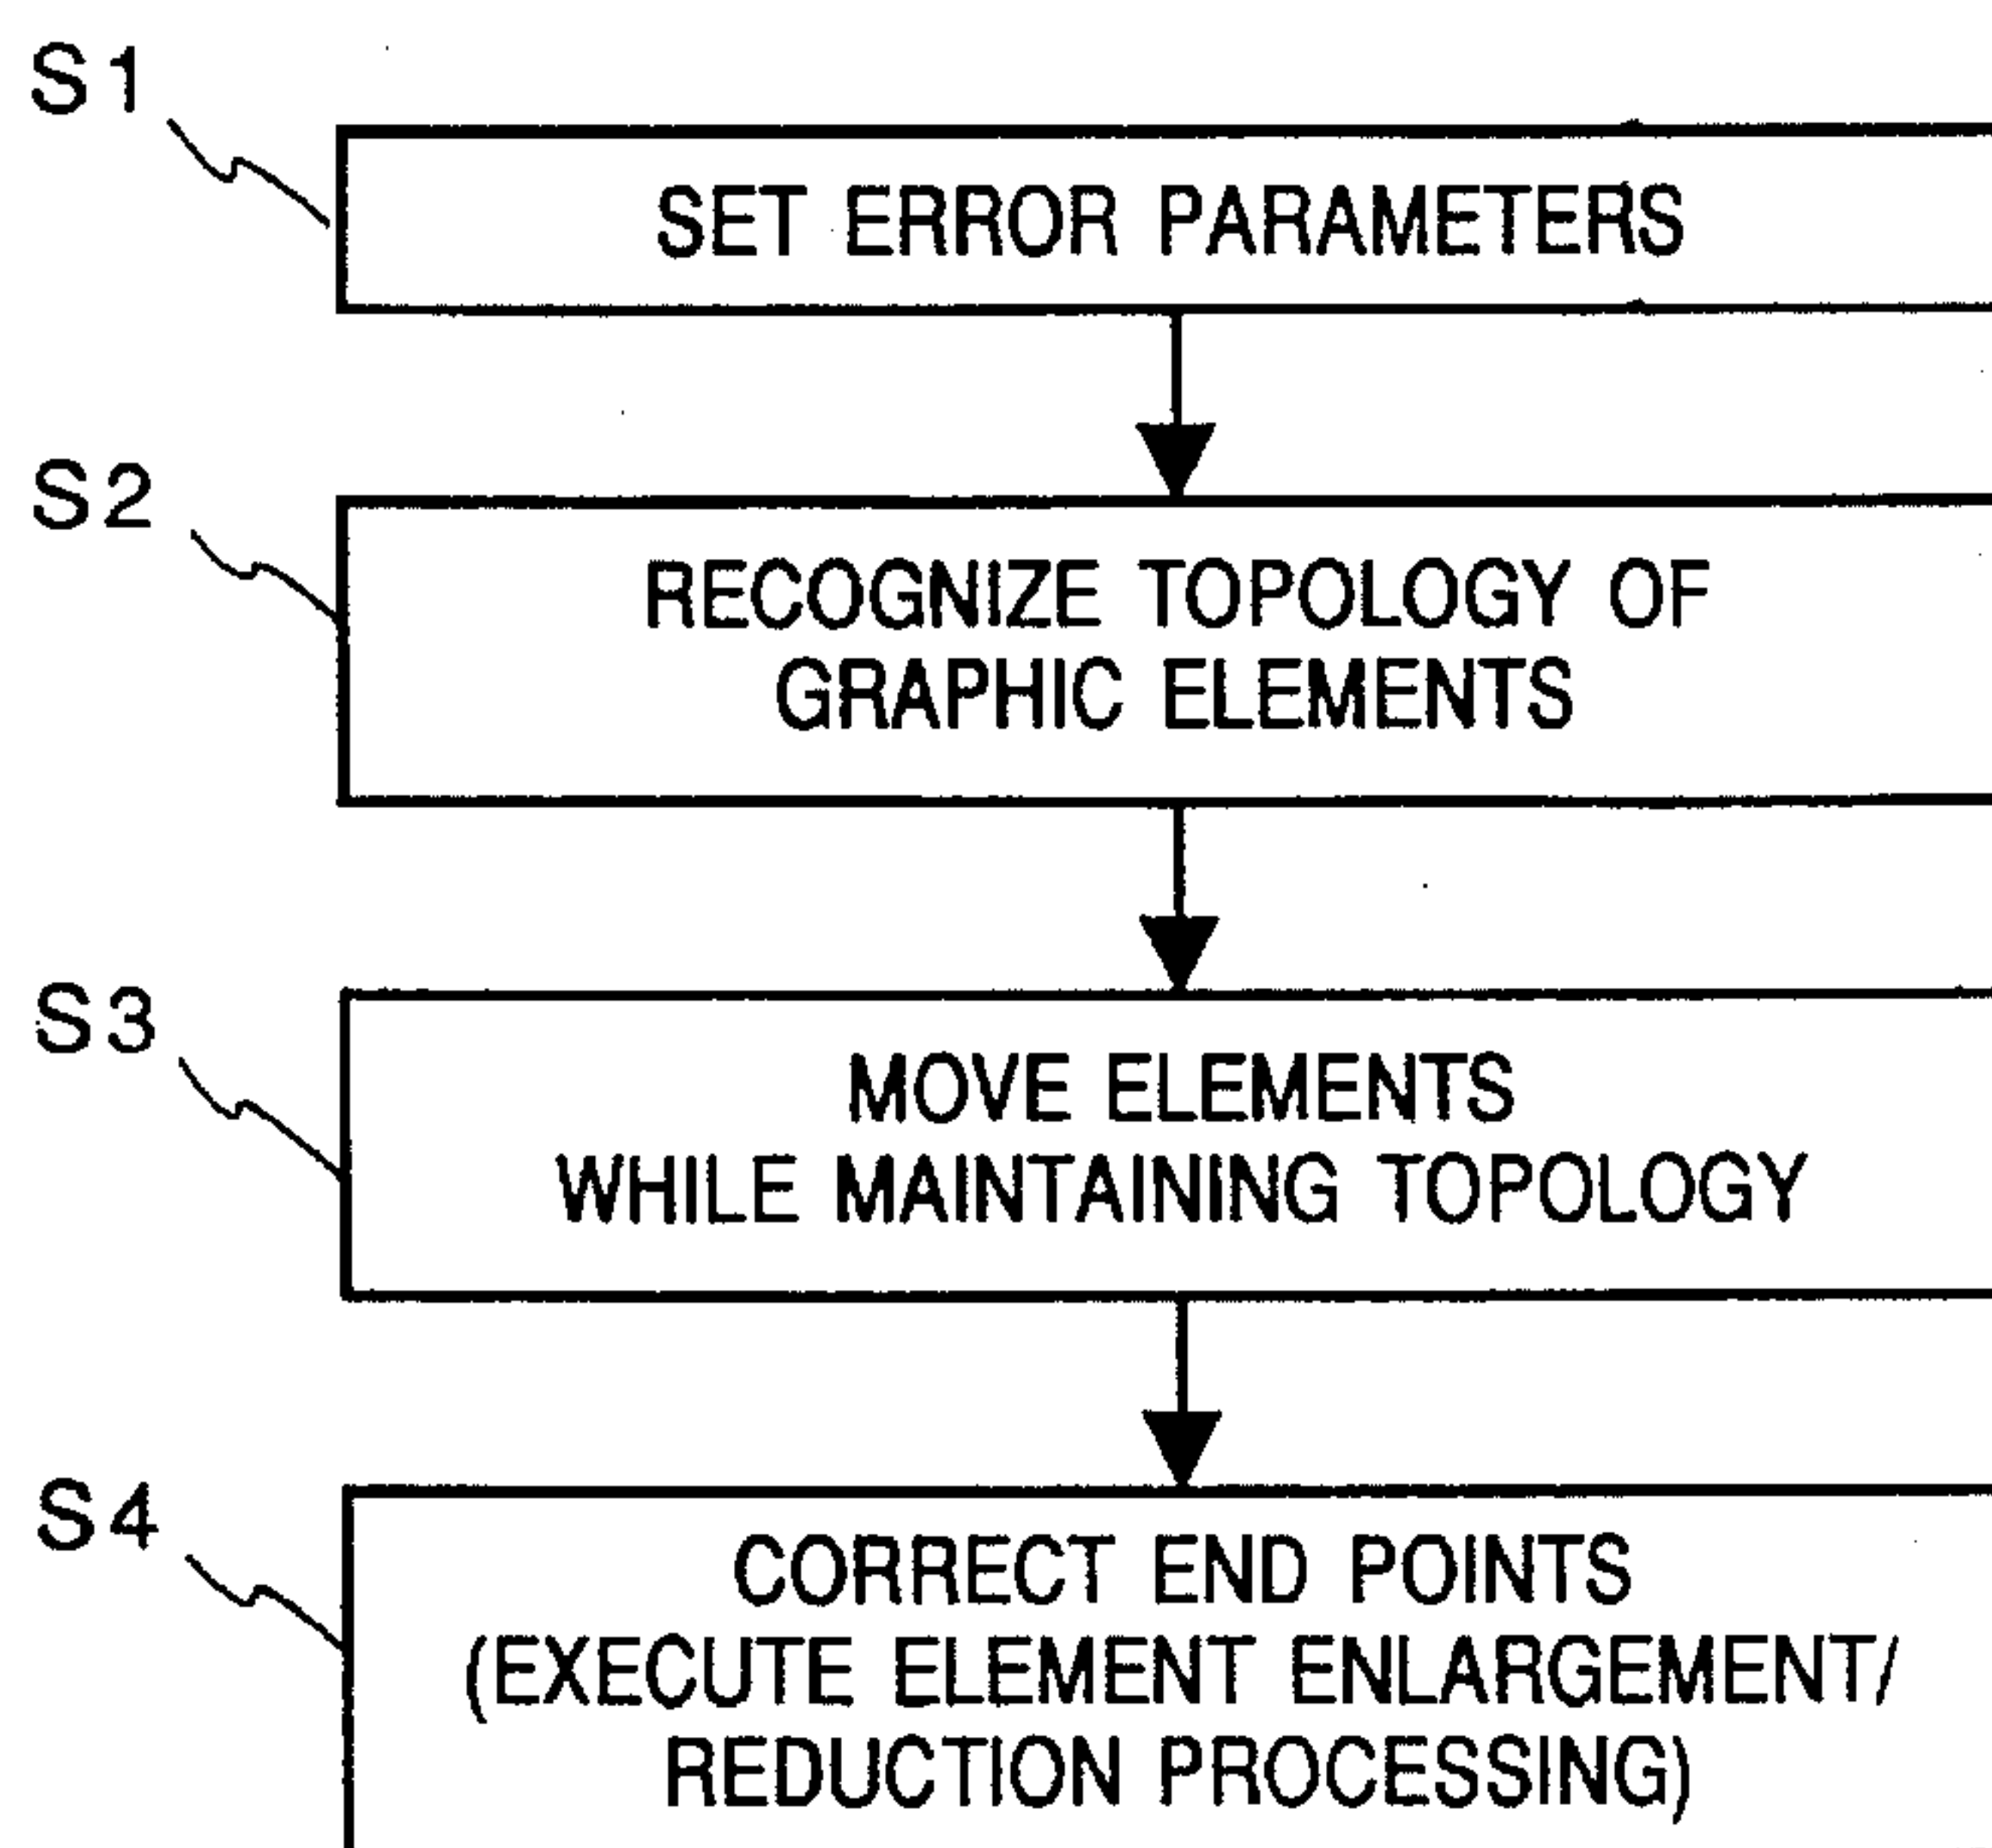 S1
SET ERROR PARAMETERS
S2
RECOGNIZE TOPOLOGY OF
GRAPHIC ELEMENTS
S3
MOVE ELEMENTS
WHILE MAINTAINING TOPOLOGY
S4
CORRECT END POINTS
(EXECUTE ELEMENT ENLARGEMENT/
REDUCTION PROCESSING)